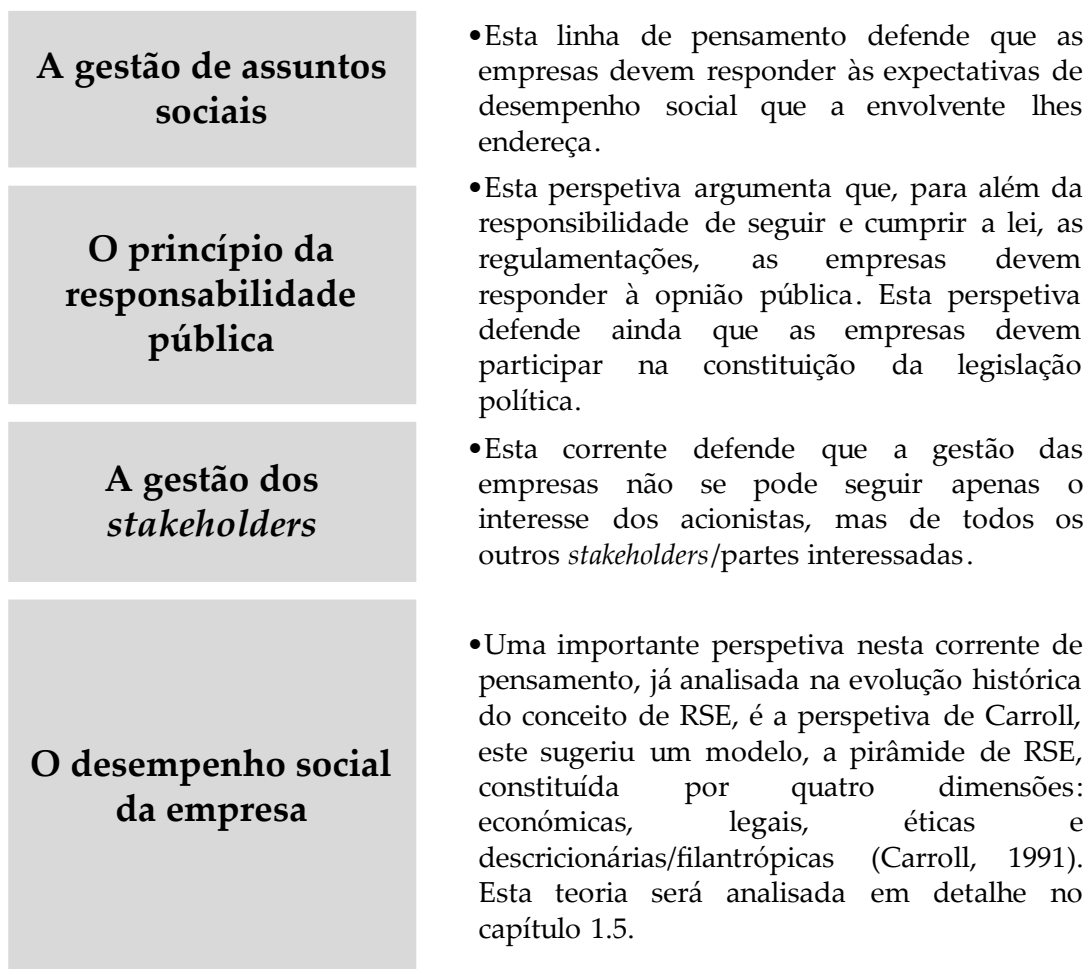 A gestão de assuntos
sociais
•Esta linha de pensamento defende que as
empresas devem responder às expectativas de
desempenho social que a envolvente lhes
endereça.
O princípio da
responsabilidade
pública
•Esta perspetiva argumenta que, para além da
responsibilidade de seguir e cumprir a lei, as
regulamentações, as empresas devem
responder à opnião pública. Esta perspetiva
defende ainda que as empresas devem
participar na constituição da legislação
política.
A gestão dos
stakeholders
•Esta corrente defende que a gestão das
empresas não se pode seguir apenas o
interesse dos acionistas, mas de todos os
outros stakeholders/partes interessadas.
O desempenho social
da empresa
•Uma importante perspetiva nesta corrente de
pensamento, já analisada na evolução histórica
do conceito de RSE, é a perspetiva de Carroll,
este sugeriu um modelo, a pirâmide de RSE,
constituída por quatro dimensões:
económicas, legais, éticas e
descricionárias/filantrópicas (Carroll, 1991).
Esta teoria será analisada em detalhe no
capítulo 1.5.